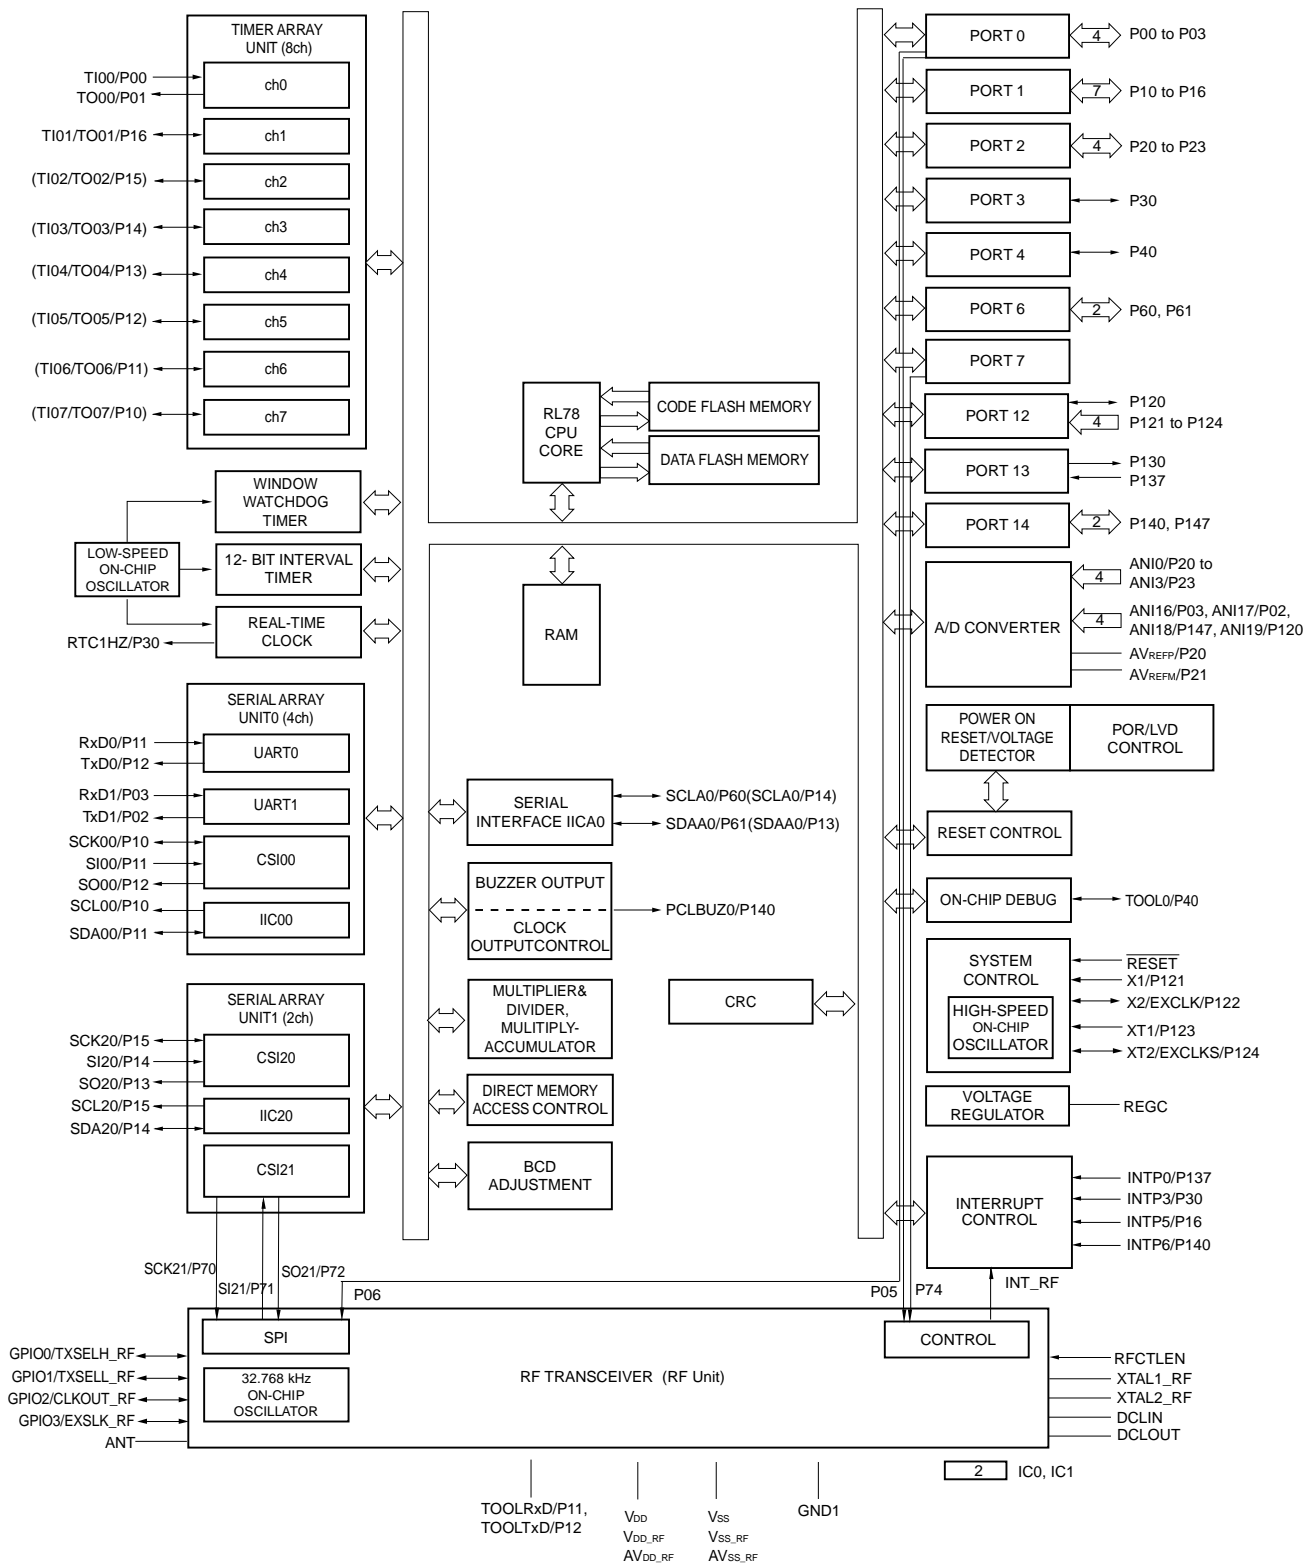 TIMER ARRAY
UNIT (8ch)
TI00/P00
TO00/P01
ch0
TI01/TO01/P16
ch1
(TI02/TO02/P15)
ch2
(TI03/TO03/P14)
ch3
(TI04/TO04/P13)
ch4
(TI05/TO05/P12)
ch5
(TI06/TO06/P11)
ch6
(TI07/TO07/P10)
ch7
WINDOW
WATCHDOG
TIMER
LOW-SPEED
ON-CHIP
OSCILLATOR
12- BIT INTERVAL
TIMER
REAL-TIME
CLOCK
RTC1HZ/P30
SERIAL ARRAY
UNIT0 (4ch)
RxD0/P11
TxD0/P12
UART0
RxD1/P03
TxD1/P02
UART1
SCK00/P10
SI00/P11
SO00/P12
CSI00
SCL00/P10
SDA00/P11
IIC00
SERIAL ARRAY
UNIT1 (2ch)
SCK20/P15
SI20/P14
SO20/P13
CSI20
SCL20/P15
SDA20/P14
IIC20
CSI21
SCK21/P70
SI21/P71
SO21/P72
P06
RL78
CPU
CORE
CODE FLASH MEMORY
DATA FLASH MEMORY
RAM
SERIAL
INTERFACE IICA0
SCLA0/P60(SCLA0/P14)
SDAA0/P61(SDAA0/P13)
BUZZER OUTPUT
CLOCK
OUTPUTCONTROL
PCLBUZ0/P140
MULTIPLIER&
DIVIDER,
MULITIPLY-
ACCUMULATOR
CRC
DIRECT MEMORY
ACCESS CONTROL
BCD
ADJUSTMENT
PORT 0
4
P00 to P03
PORT 1
7
P10 to P16
PORT 2
4
P20 to P23
PORT 3
P30
PORT 4
P40
PORT 6
2
P60, P61
PORT 7
PORT 12
P120
4
P121 to P124
PORT 13
P130
P137
PORT 14
2
P140, P147
A/D CONVERTER
4
ANI0/P20 to
ANI3/P23
4
ANI16/P03, ANI17/P02,
ANI18/P147, ANI19/P120
AVREFP/P20
AVREFM/P21
POWER ON
RESET/VOLTAGE
DETECTOR
POR/LVD
CONTROL
RESET CONTROL
ON-CHIP DEBUG
TOOL0/P40
SYSTEM
CONTROL
HIGH-SPEED
ON-CHIP
OSCILLATOR
RESET
X1/P121
X2/EXCLK/P122
XT1/P123
XT2/EXCLKS/P124
VOLTAGE
REGULATOR
REGC
INTERRUPT
CONTROL
INTP0/P137
INTP3/P30
INTP5/P16
INTP6/P140
INT_RF
P05
P74
SPI
CONTROL
32.768 kHz
ON-CHIP
OSCILLATOR
RF TRANSCEIVER (RF Unit)
GPIO0/TXSELH_RF
GPIO1/TXSELL_RF
GPIO2/CLKOUT_RF
GPIO3/EXSLK_RF
ANT
RFCTLEN
XTAL1_RF
XTAL2_RF
DCLIN
DCLOUT
2
IC0, IC1
TOOLRxD/P11,
TOOLTxD/P12
VDD
VDD_RF
AVDD_RF
VSS
VSS_RF
AVSS_RF
GND1